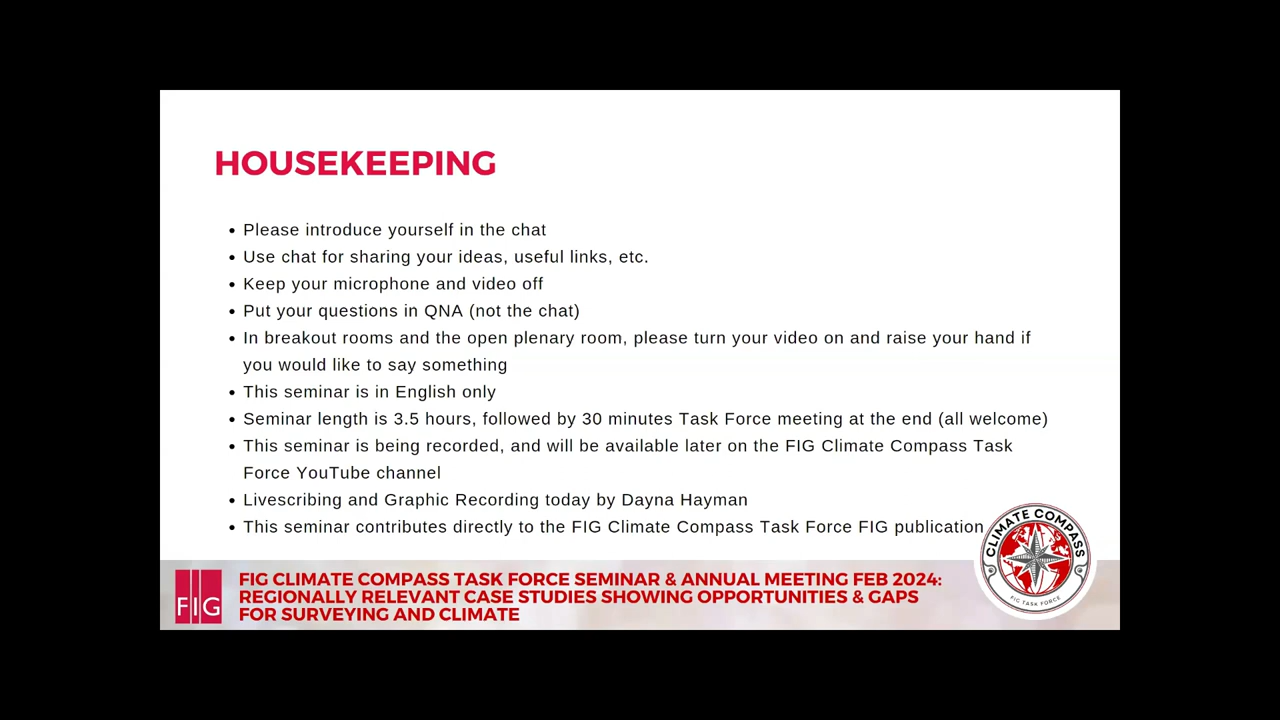 HOUSEKEEPING
• Please introduce yourself in the chat
• Use chat for sharing your ideas, useful links, etc.
• Keep your microphone and video off
• Put your questions in QNA (not the chat)
• In breakout rooms and the open plenary room, please turn your video on and raise your hand if
you would like to say something
• This seminar is in English only
• Seminar length is 3.5 hours, followed by 30 minutes Task Force meeting at the end (all welcome)
• This seminar is being recorded, and will be available later on the FIG Climate Compass Task
Force YouTube channel
• Livescribing and Graphic Recording today by Dayna Hayman
• This seminar contributes directly to the FIG Climate Compass Task Force FIG publication
CLIMATE COMPASS
FIG TASK FORCE
FIG
FIG CLIMATE COMPASS TASK FORCE SEMINAR & ANNUAL MEETING FEB 2024:
REGIONALLY RELEVANT CASE STUDIES SHOWING OPPORTUNITIES & GAPS
FOR SURVEYING AND CLIMATE